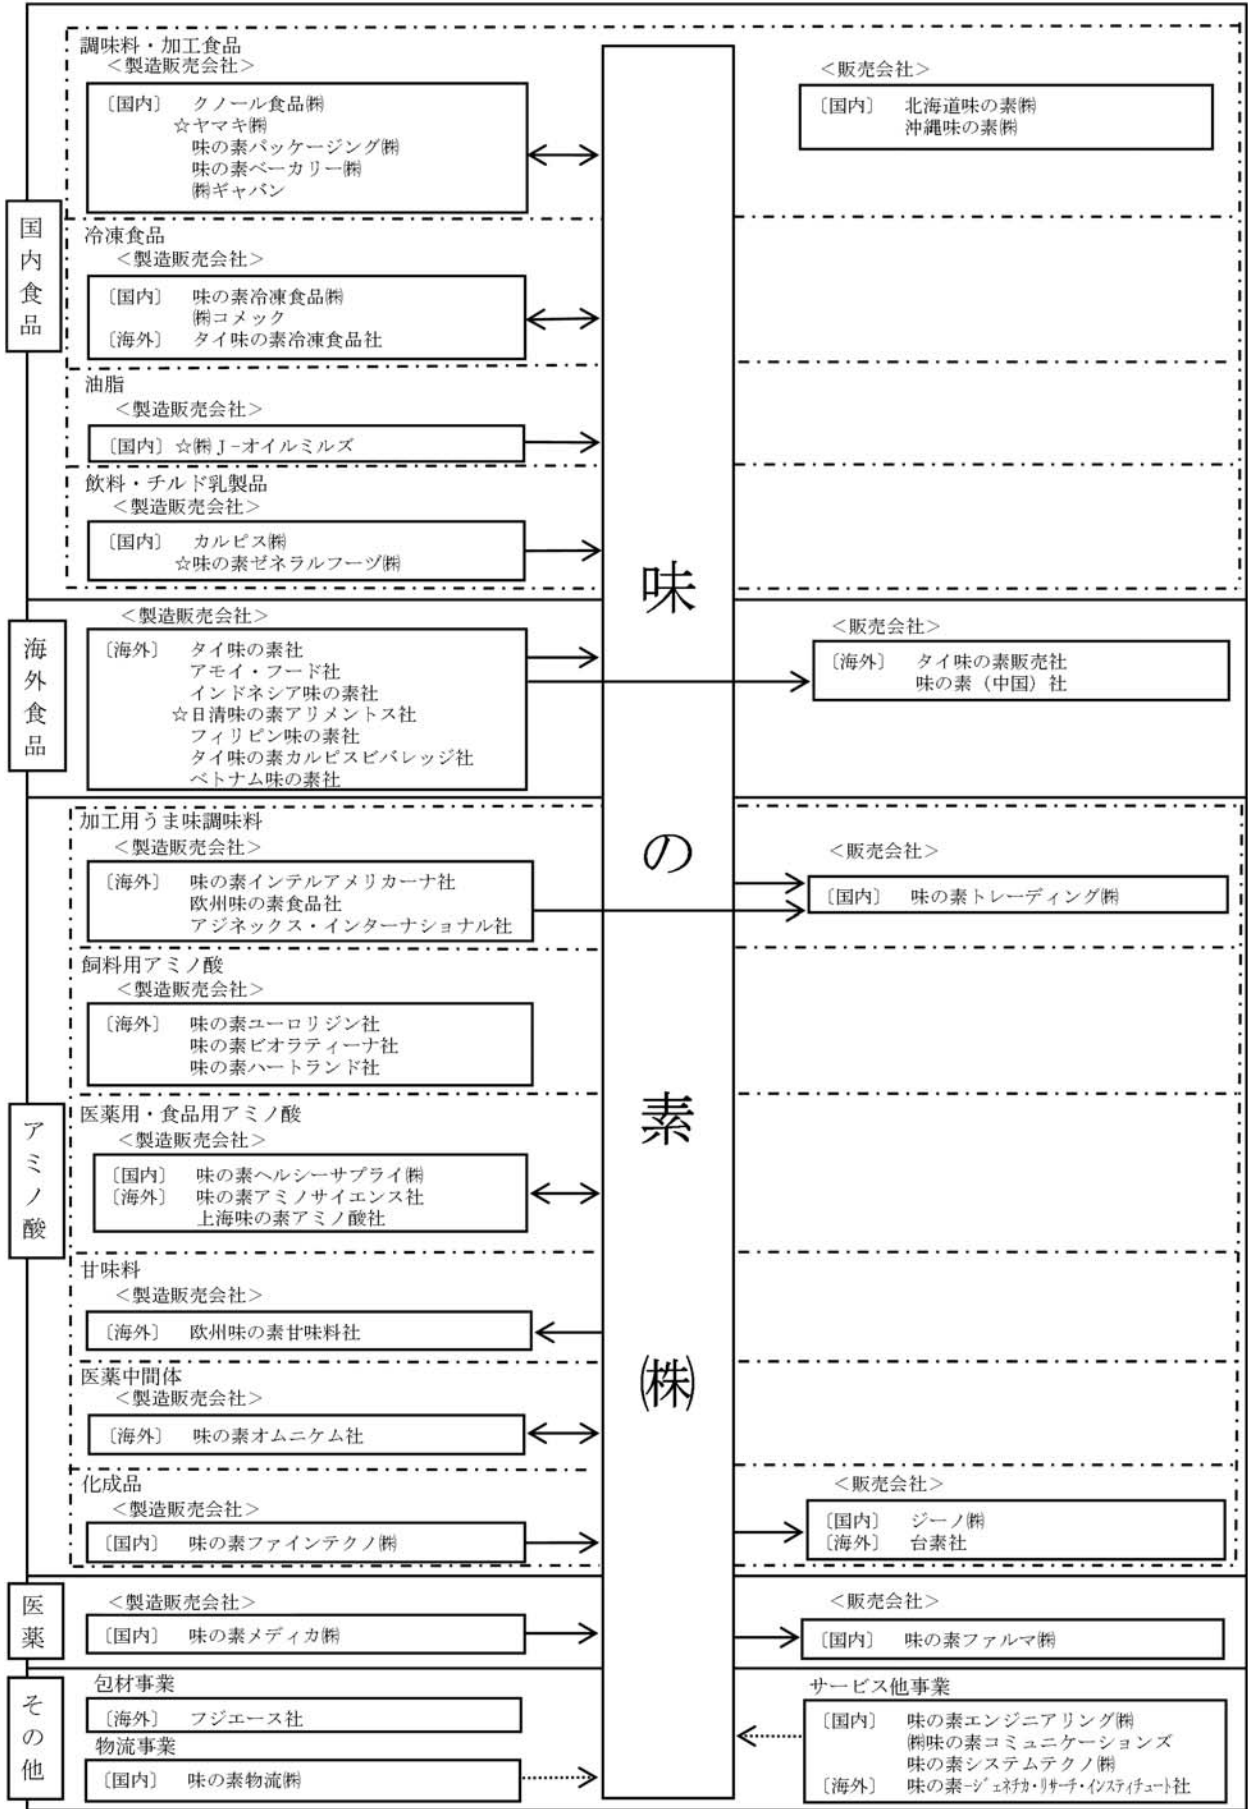 調味料・加工食品
＜製造販売会社＞
〔国内〕 クノール食品㈱
☆ヤマキ㈱
味の素パッケージング㈱
味の素ベーカリー㈱
㈱ギャバン
＜販売会社＞
〔国内〕 北海道味の素㈱
沖縄味の素㈱
国内食品
冷凍食品
＜製造販売会社＞
〔国内〕 味の素冷凍食品㈱
㈱コメック
〔海外〕 タイ味の素冷凍食品社
油脂
＜製造販売会社＞
〔国内〕☆㈱Ｊ−オイルミルズ
飲料・チルド乳製品
＜製造販売会社＞
〔国内〕 カルピス㈱
☆味の素ゼネラルフーヅ㈱
味の素㈱
海外食品
＜製造販売会社＞
〔海外〕 タイ味の素社
アモイ・フード社
インドネシア味の素社
☆日清味の素アリメントス社
フィリピン味の素社
タイ味の素カルピスビバレッジ社
ベトナム味の素社
＜販売会社＞
〔海外〕 タイ味の素販売社
味の素（中国）社
アミノ酸
加工用うま味調味料
＜製造販売会社＞
〔海外〕 味の素インテルアメリカーナ社
欧州味の素食品社
アジネックス・インターナショナル社
＜販売会社＞
〔国内〕 味の素トレーディング㈱
飼料用アミノ酸
＜製造販売会社＞
〔海外〕 味の素ユーロリジン社
味の素ビオラティーナ社
味の素ハートランド社
医薬用・食品用アミノ酸
＜製造販売会社＞
〔国内〕 味の素ヘルシーサプライ㈱
〔海外〕 味の素アミノサイエンス社
上海味の素アミノ酸社
甘味料
＜製造販売会社＞
〔海外〕 欧州味の素甘味料社
医薬中間体
＜製造販売会社＞
〔海外〕 味の素オムニケム社
化成品
＜製造販売会社＞
〔国内〕 味の素ファインテクノ㈱
＜販売会社＞
〔国内〕 ジーノ㈱
〔海外〕 台素社
医薬
＜製造販売会社＞
〔国内〕 味の素メディカ㈱
＜販売会社＞
〔国内〕 味の素ファルマ㈱
その他
包材事業
〔海外〕 フジエース社
物流事業
〔国内〕 味の素物流㈱
サービス他事業
〔国内〕 味の素エンジニアリング㈱
㈱味の素コミュニケーションズ
味の素システムテクノ㈱
〔海外〕 味の素−ｼﾞｪﾈﾁｶ・ﾘｻｰﾁ・ｲﾝｽﾃｨﾁｭｰﾄ社